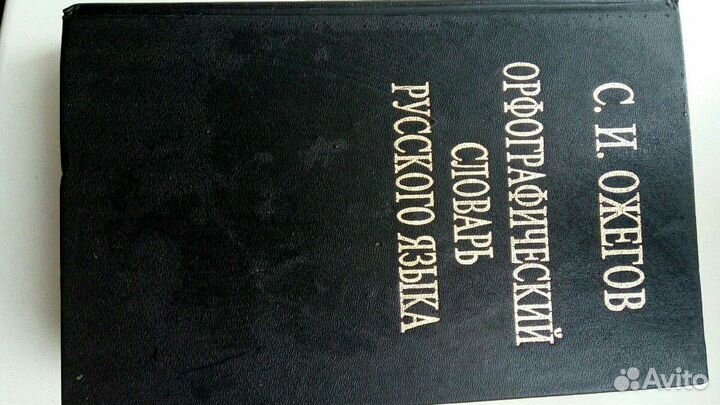 С. И. ОЖЕГОВ
ОРФОГРАФИЧЕСКИЙ
СЛОВАРЬ
РУССКОГО ЯЗЫКА
Avito